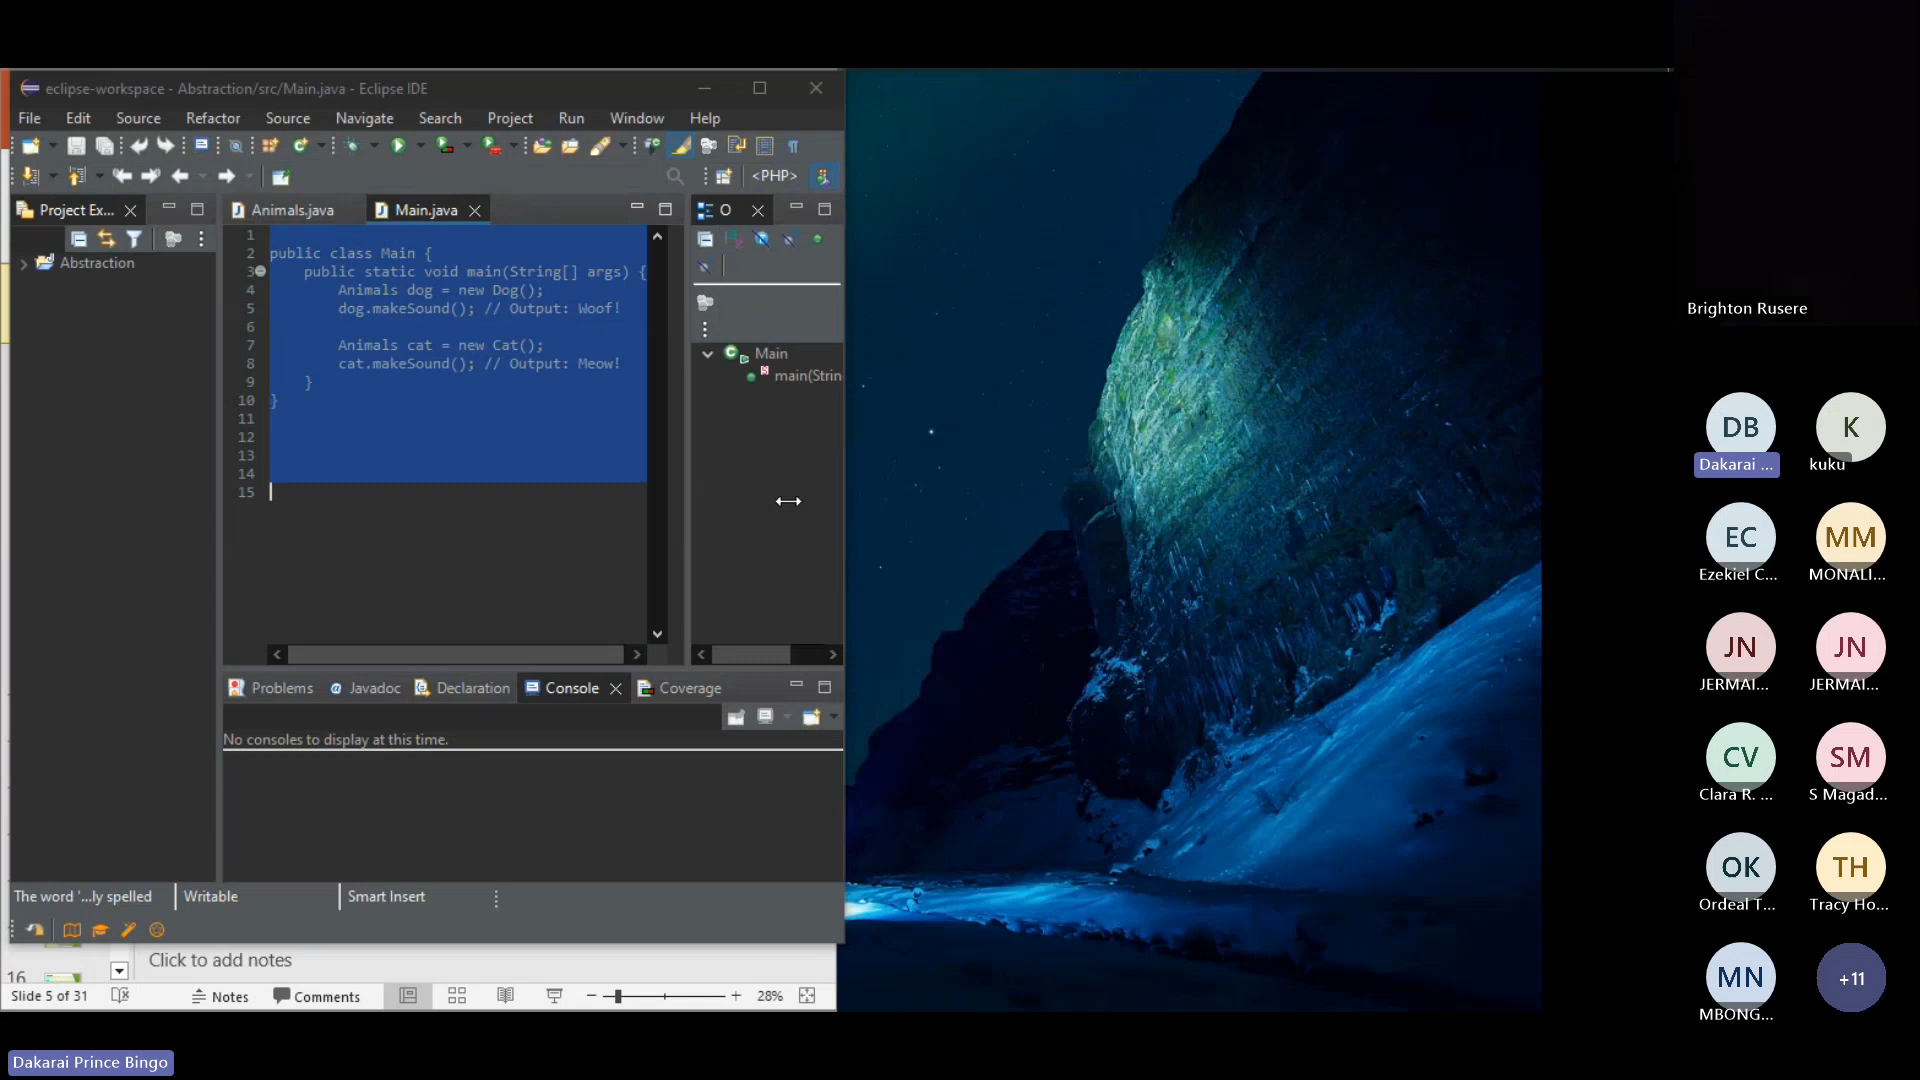 eclipse-workspace - Abstraction/src/Main.java - Eclipse IDE
File Edit Source Refactor Source Navigate Search Project Run Window Help
<PHP>
Project Ex...
Animals.java
Main.java
O
Abstraction
1
2 public class Main {
3 public static void main(String[] args) {
4 Animals dog = new Dog();
5 dog.makeSound(); // Output: Woof!
6
7 Animals cat = new Cat();
8 cat.makeSound(); // Output: Meow!
9 }
10 }
11
12
13
14
15
Main
main(Strin
Problems Javadoc Declaration Console Coverage
No consoles to display at this time.
The word '...ly spelled
Writable
Smart Insert
16
Click to add notes
Slide 5 of 31
Notes
Comments
28%
Dakarai Prince Bingo
Brighton Rusere
DB
Dakarai ...
K
kuku
EC
Ezekiel C...
MM
MONALI...
JN
JERMAI...
JN
JERMAI...
CV
Clara R. ...
SM
S Magad...
OK
Ordeal T...
TH
Tracy Ho...
MN
MBONG...
+11